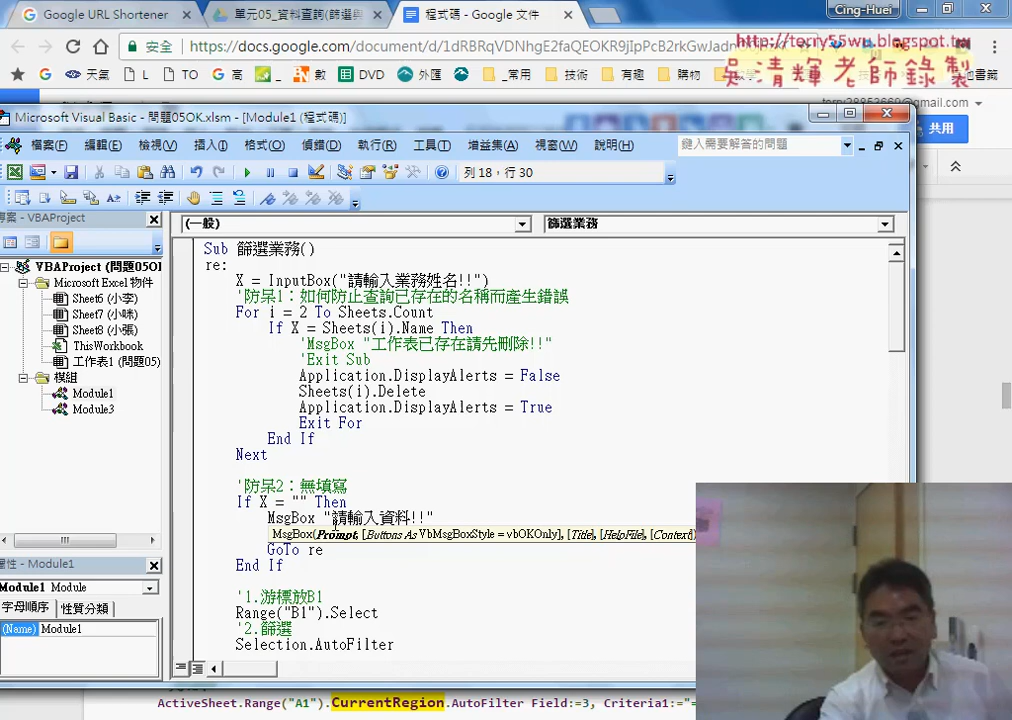 Google URL Shortener
單元05_資料查詢(篩選與
程式碼 - Google 文件
Cing-Huei
安全
https://docs.google.com/document/d/1dRBRqVDNhgE2faQEOKR9jIpPcB2rkGwJadn
http://terry55wu.blogspot.tw
吳清輝老師錄製
天氣
L
TO
高
數
DVD
外匯
_常用
技術
有趣
購物
共用
Microsoft Visual Basic - 問題05OK.xlsm - [Module1 (程式碼)]
檔案(F) 編輯(E) 檢視(V) 插入(I) 格式(O) 偵錯(D) 執行(R) 工具(T) 增益集(A) 視窗(W) 說明(H)
鍵入需要解答的問題
列 18，行 30
專案 - VBAProject
(一般)
篩選業務
VBAProject (問題05OI
Microsoft Excel 物件
Sheet6 (小李)
Sheet7 (小咪)
Sheet8 (小張)
ThisWorkbook
工作表1 (問題05)
模組
Module1
Module3
屬性 - Module1
Module1 Module
字母順序 性質分類
(Name) Module1
Sub 篩選業務()
re:
X = InputBox("請輸入業務姓名!!")
'防呆1：如何防止查詢已存在的名稱而產生錯誤
For i = 2 To Sheets.Count
If X = Sheets(i).Name Then
'MsgBox "工作表已存在請先刪除!!"
'Exit Sub
Application.DisplayAlerts = False
Sheets(i).Delete
Application.DisplayAlerts = True
Exit For
End If
Next
'防呆2：無填寫
If X = "" Then
MsgBox "請輸入資料!!"
MsgBox(Prompt, [Buttons As VbMsgBoxStyle = vbOKOnly], [Title], [HelpFile], [Context])
GoTo re
End If
'1.游標放B1
Range("B1").Select
'2.篩選
Selection.AutoFilter
ActiveSheet.Range("A1").CurrentRegion.AutoFilter Field:=3, Criteria1:="=